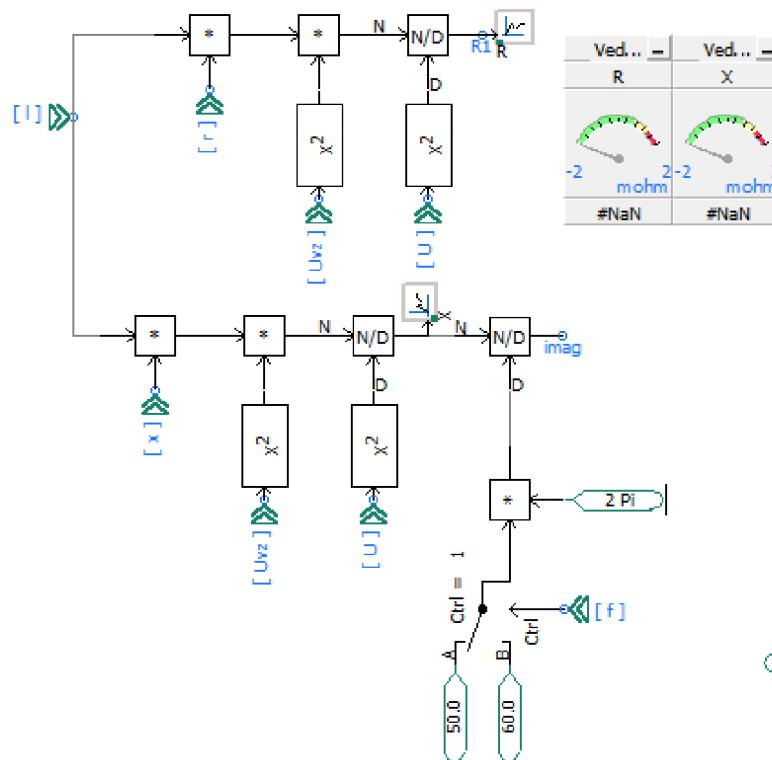 * * N N/D R1 R
D
[ l ]
[ r ]
x²
x²
[ Uvz ]
[ U ]
Ved... Ved...
R X
-2 2 -2
mohm mohm
#NaN #NaN
* * N N/D X N N/D
imag
D D
[ x ]
x²
x²
[ Uvz ]
[ U ]
* 2 Pi
Ctrl = 1
Ctrl [ f ]
A B
50.0 60.0